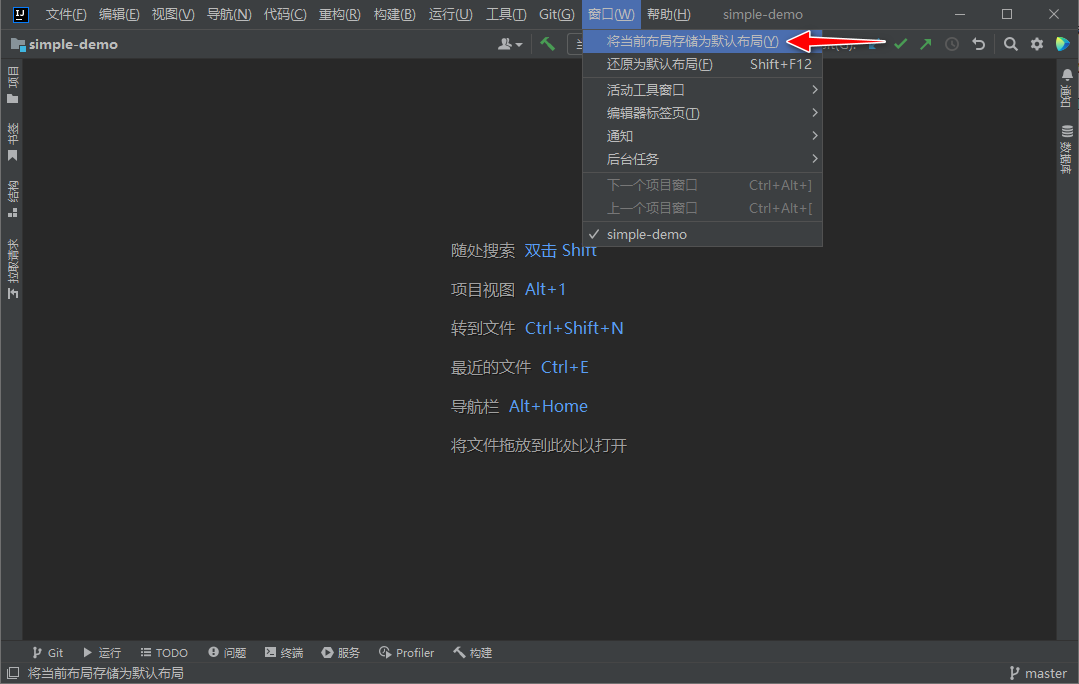 IJ 文件(F) 编辑(E) 视图(V) 导航(N) 代码(C) 重构(R) 构建(B) 运行(U) 工具(T) Git(G) 窗口(W) 帮助(H) simple-demo
simple-demo
将当前布局存储为默认布局(Y)
还原为默认布局(F) Shift+F12
活动工具窗口
编辑器标签页(T)
通知
后台任务
下一个项目窗口 Ctrl+Alt+]
上一个项目窗口 Ctrl+Alt+[
simple-demo
项目
书签
结构
拉取请求
通知
数据库
随处搜索 双击 Shift
项目视图 Alt+1
转到文件 Ctrl+Shift+N
最近的文件 Ctrl+E
导航栏 Alt+Home
将文件拖放到此处以打开
Git 运行 TODO 问题 终端 服务 Profiler 构建
将当前布局存储为默认布局 master